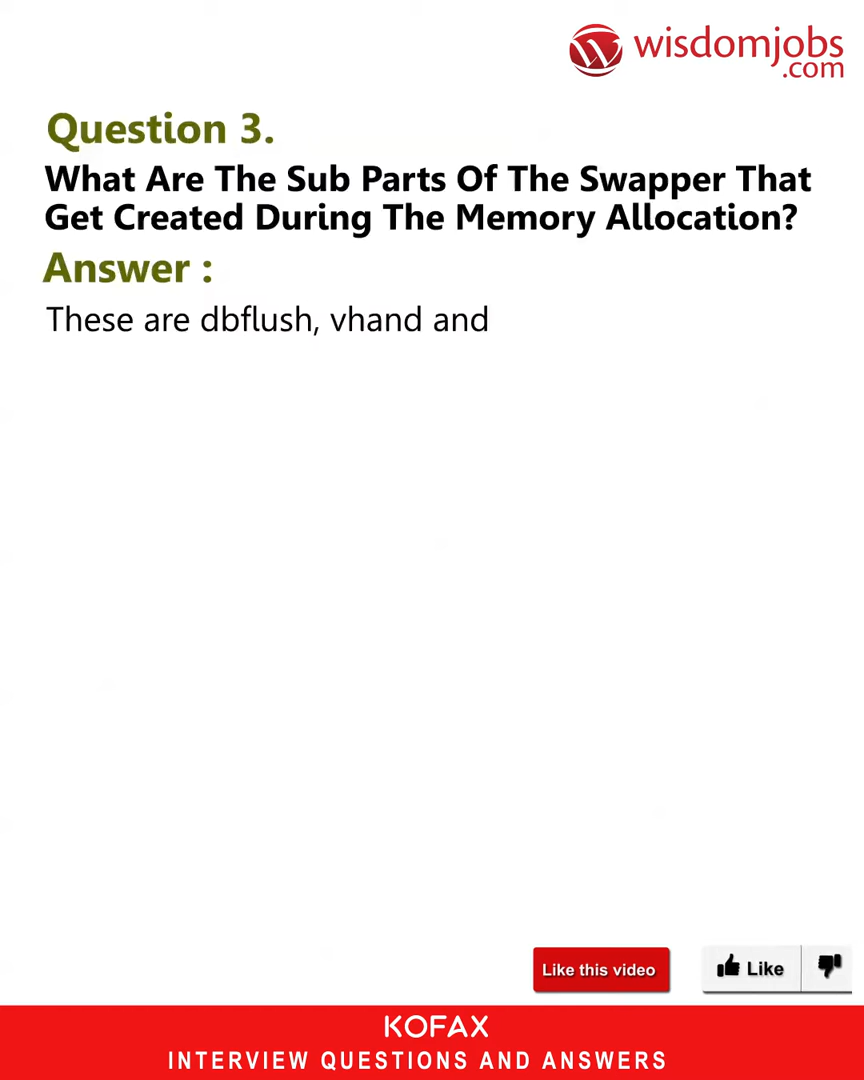 wisdomjobs
.com
Question 3.
What Are The Sub Parts Of The Swapper That
Get Created During The Memory Allocation?
Answer :
These are dbflush, vhand and
Like this video
Like
KOFAX
INTERVIEW QUESTIONS AND ANSWERS